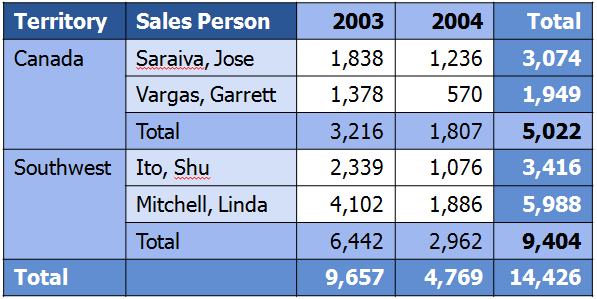 Territory Sales Person 2003 2004 Total
Canada Saraiva, Jose 1,838 1,236 3,074
Vargas, Garrett 1,378 570 1,949
Total 3,216 1,807 5,022
Southwest Ito, Shu 2,339 1,076 3,416
Mitchell, Linda 4,102 1,886 5,988
Total 6,442 2,962 9,404
Total 9,657 4,769 14,426